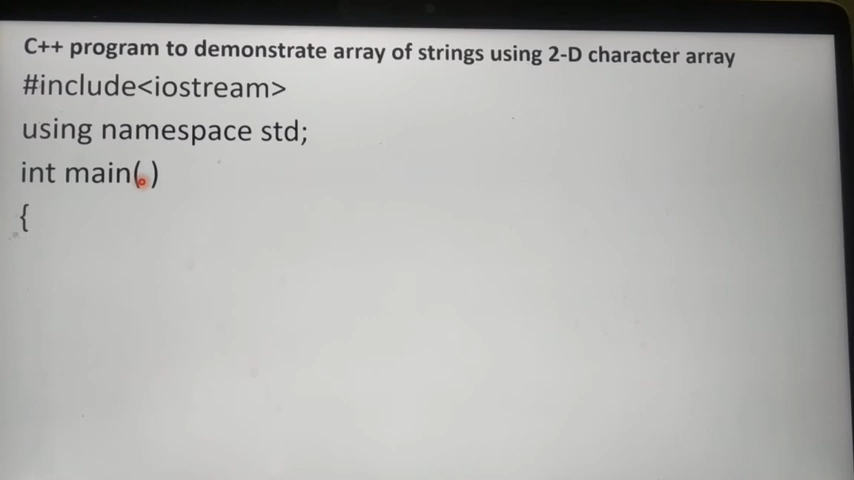 C++ program to demonstrate array of strings using 2-D character array
#include<iostream>
using namespace std;
int main( )
{